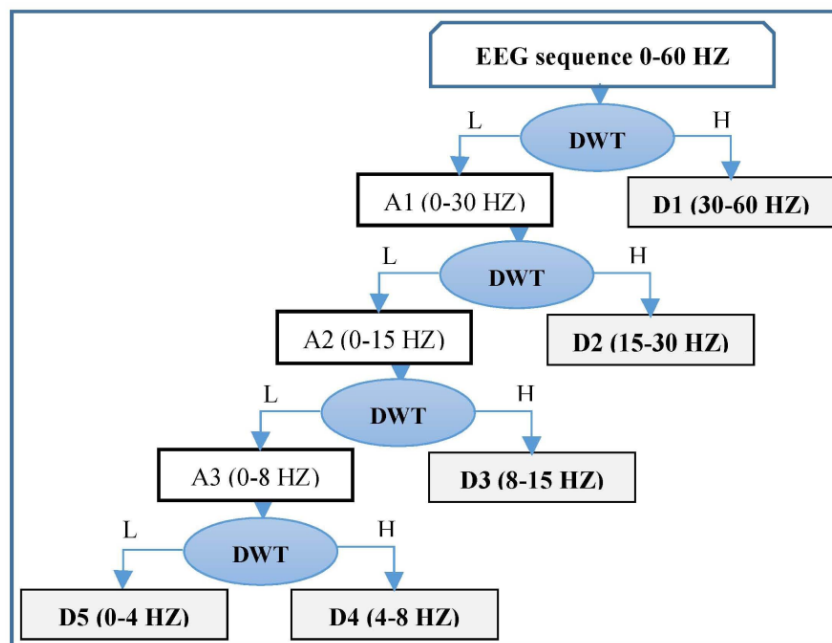 EEG sequence 0-60 HZ
L
DWT
H
A1 (0-30 HZ)
D1 (30-60 HZ)
L
DWT
H
A2 (0-15 HZ)
D2 (15-30 HZ)
L
DWT
H
A3 (0-8 HZ)
D3 (8-15 HZ)
L
DWT
H
D5 (0-4 HZ)
D4 (4-8 HZ)